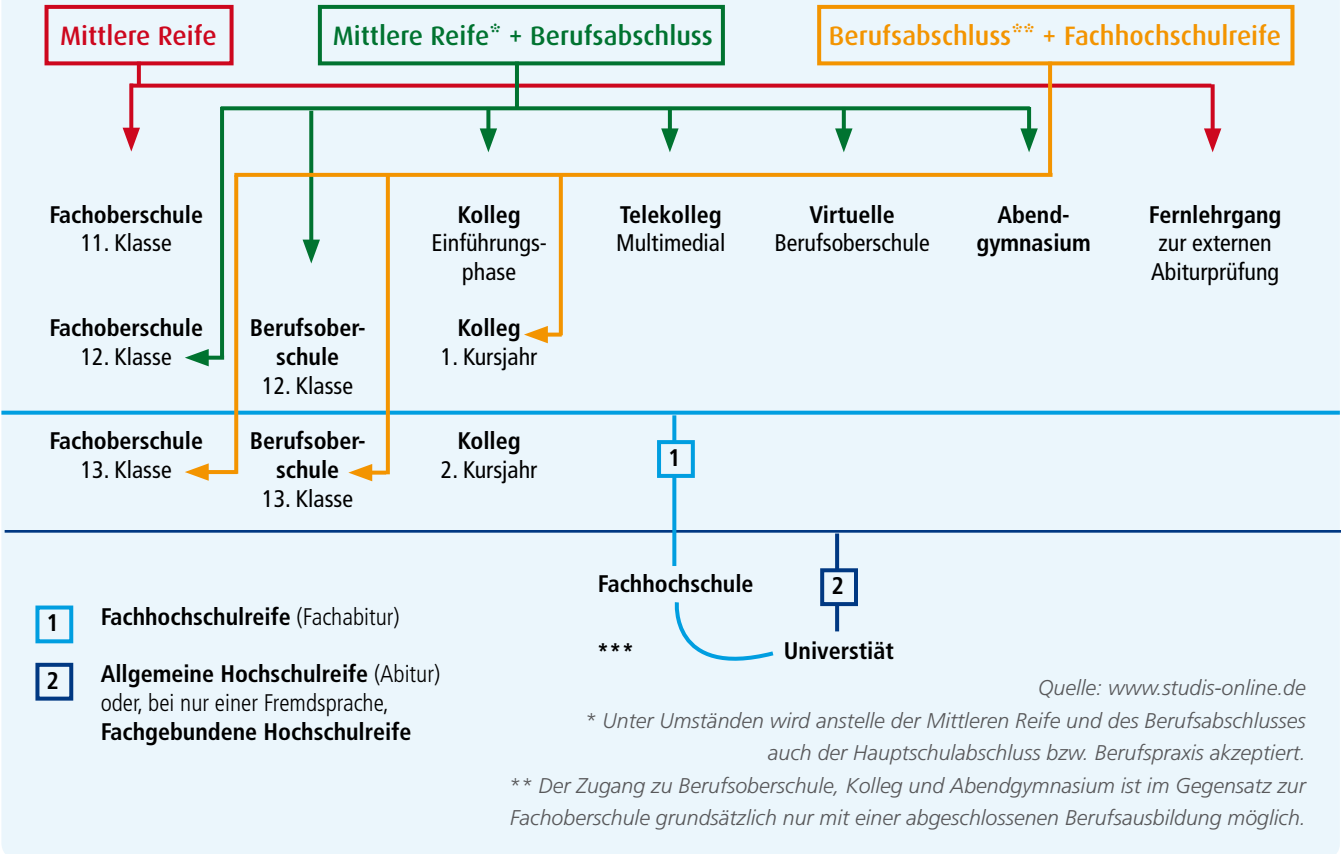 Mittlere Reife
Mittlere Reife* + Berufsabschluss
Berufsabschluss** + Fachhochschulreife
Fachoberschule
11. Klasse
Kolleg
Einführungs-
phase
Telekolleg
Multimedial
Virtuelle
Berufsoberschule
Abend-
gymnasium
Fernlehrgang
zur externen
Abiturprüfung
Fachoberschule
12. Klasse
Berufsober-
schule
12. Klasse
Kolleg
1. Kursjahr
Fachoberschule
13. Klasse
Berufsober-
schule
13. Klasse
Kolleg
2. Kursjahr
1
Fachhochschule
2
***
Universtiät
1 Fachhochschulreife (Fachabitur)
2 Allgemeine Hochschulreife (Abitur)
oder, bei nur einer Fremdsprache,
Fachgebundene Hochschulreife
Quelle: www.studis-online.de
* Unter Umständen wird anstelle der Mittleren Reife und des Berufsabschlusses
auch der Hauptschulabschluss bzw. Berufspraxis akzeptiert.
** Der Zugang zu Berufsoberschule, Kolleg und Abendgymnasium ist im Gegensatz zur
Fachoberschule grundsätzlich nur mit einer abgeschlossenen Berufsausbildung möglich.